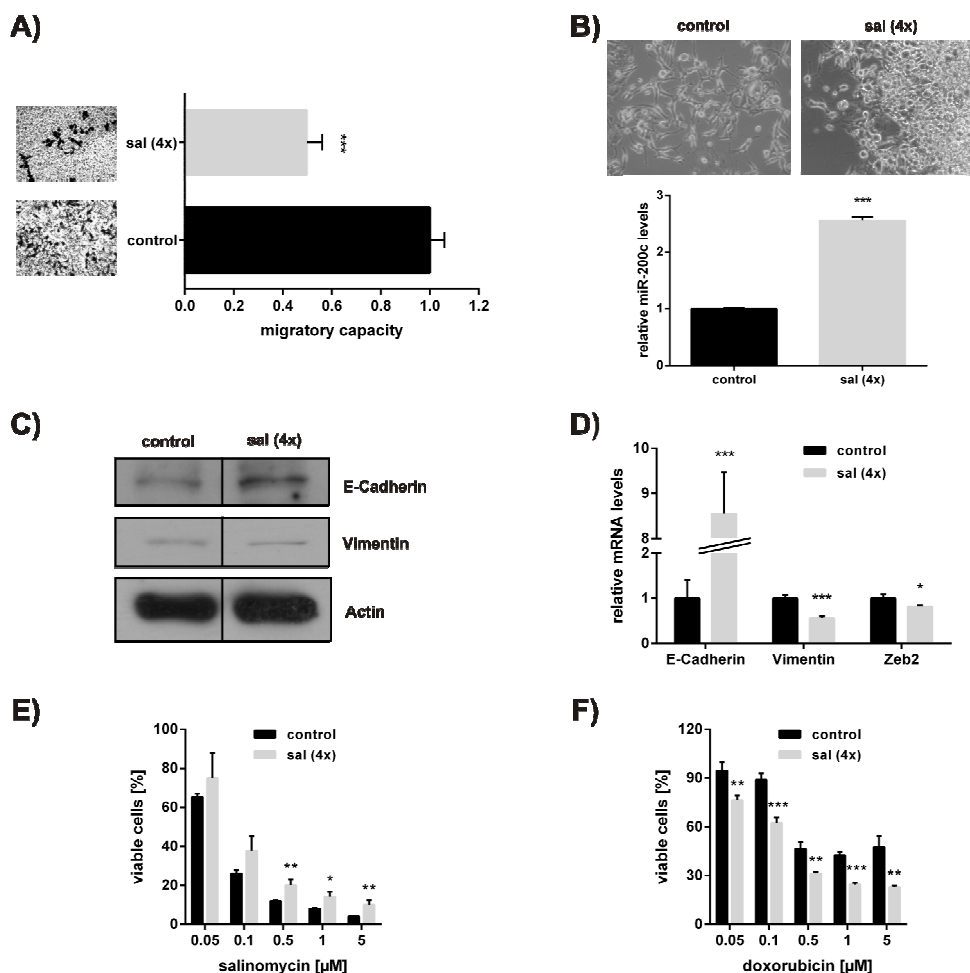 A)
sal (4x)
***
control
0.0 0.2 0.4 0.6 0.8 1.0 1.2
migratory capacity
B)
control sal (4x)
relative miR-200c levels
3
2
1
0
***
control sal (4x)
C)
control sal (4x)
E-Cadherin
Vimentin
Actin
D)
relative mRNA levels
10
9
8
2
1
0
control
sal (4x)
***
***
*
E-Cadherin Vimentin Zeb2
E)
viable cells [%]
100
80
60
40
20
0
control
sal (4x)
** * **
0.05 0.1 0.5 1 5
salinomycin [µM]
F)
viable cells [%]
120
90
60
30
0
control
sal (4x)
** *** ** *** **
0.05 0.1 0.5 1 5
doxorubicin [µM]